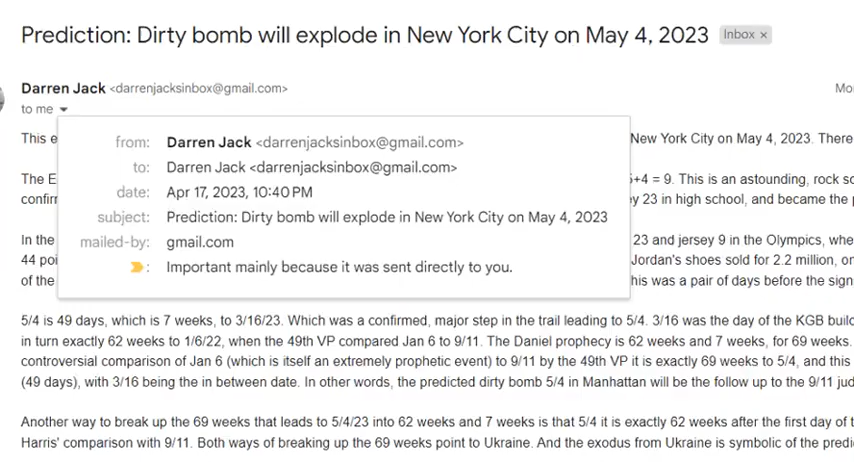 Prediction: Dirty bomb will explode in New York City on May 4, 2023 Inbox ×
Darren Jack <darrenjacksinbox@gmail.com> Mo
to me
This e New York City on May 4, 2023. There
from: Darren Jack <darrenjacksinbox@gmail.com>
to: Darren Jack <darrenjacksinbox@gmail.com>
date: Apr 17, 2023, 10:40 PM
subject: Prediction: Dirty bomb will explode in New York City on May 4, 2023
mailed-by: gmail.com
: Important mainly because it was sent directly to you.
The E 5+4 = 9. This is an astounding, rock so
confirm y 23 in high school, and became the p
In the 23 and jersey 9 in the Olympics, whe
44 poi Jordan's shoes sold for 2.2 million, on
of the his was a pair of days before the sign
5/4 is 49 days, which is 7 weeks, to 3/16/23. Which was a confirmed, major step in the trail leading to 5/4. 3/16 was the day of the KGB build
in turn exactly 62 weeks to 1/6/22, when the 49th VP compared Jan 6 to 9/11. The Daniel prophecy is 62 weeks and 7 weeks, for 69 weeks.
controversial comparison of Jan 6 (which is itself an extremely prophetic event) to 9/11 by the 49th VP it is exactly 69 weeks to 5/4, and this
(49 days), with 3/16 being the in between date. In other words, the predicted dirty bomb 5/4 in Manhattan will be the follow up to the 9/11 jud
Another way to break up the 69 weeks that leads to 5/4/23 into 62 weeks and 7 weeks is that 5/4 it is exactly 62 weeks after the first day of t
Harris' comparison with 9/11. Both ways of breaking up the 69 weeks point to Ukraine. And the exodus from Ukraine is symbolic of the predic